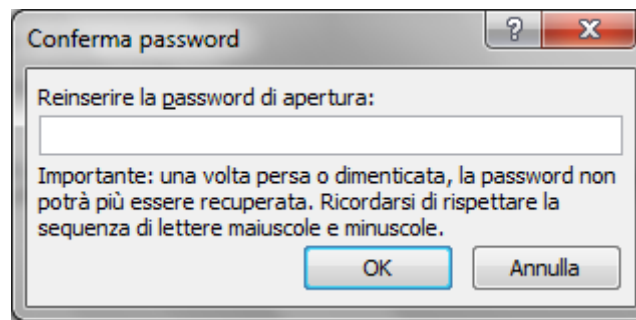 Conferma password
Reinserire la password di apertura:
Importante: una volta persa o dimenticata, la password non
potrà più essere recuperata. Ricordarsi di rispettare la
sequenza di lettere maiuscole e minuscole.
OK Annulla